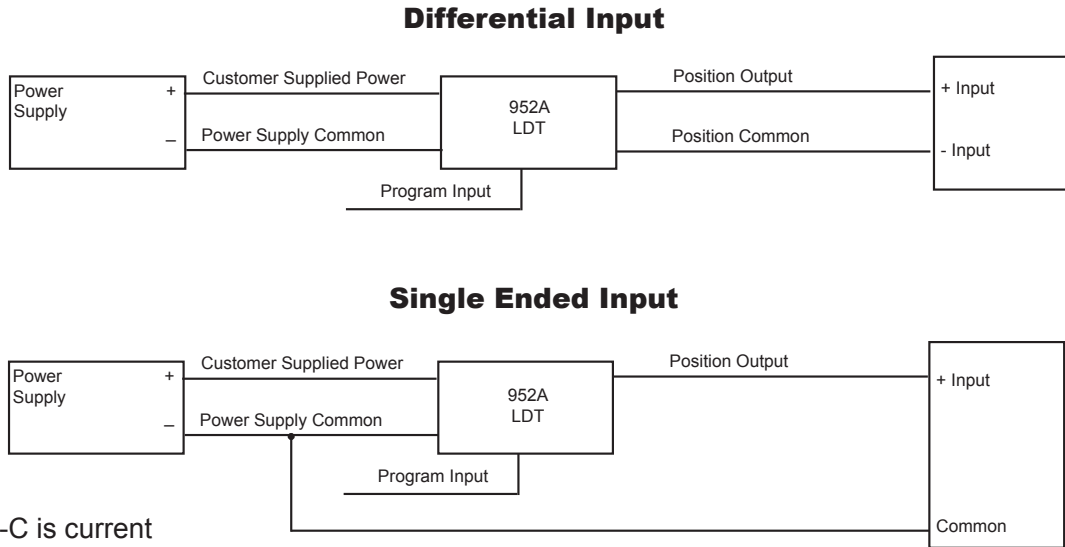 Differential Input
Power
Supply
+
–
Customer Supplied Power
Power Supply Common
952A
LDT
Program Input
Position Output
Position Common
+ Input
- Input
Single Ended Input
Power
Supply
+
–
Customer Supplied Power
Power Supply Common
952A
LDT
Program Input
Position Output
+ Input
Common
-C is current